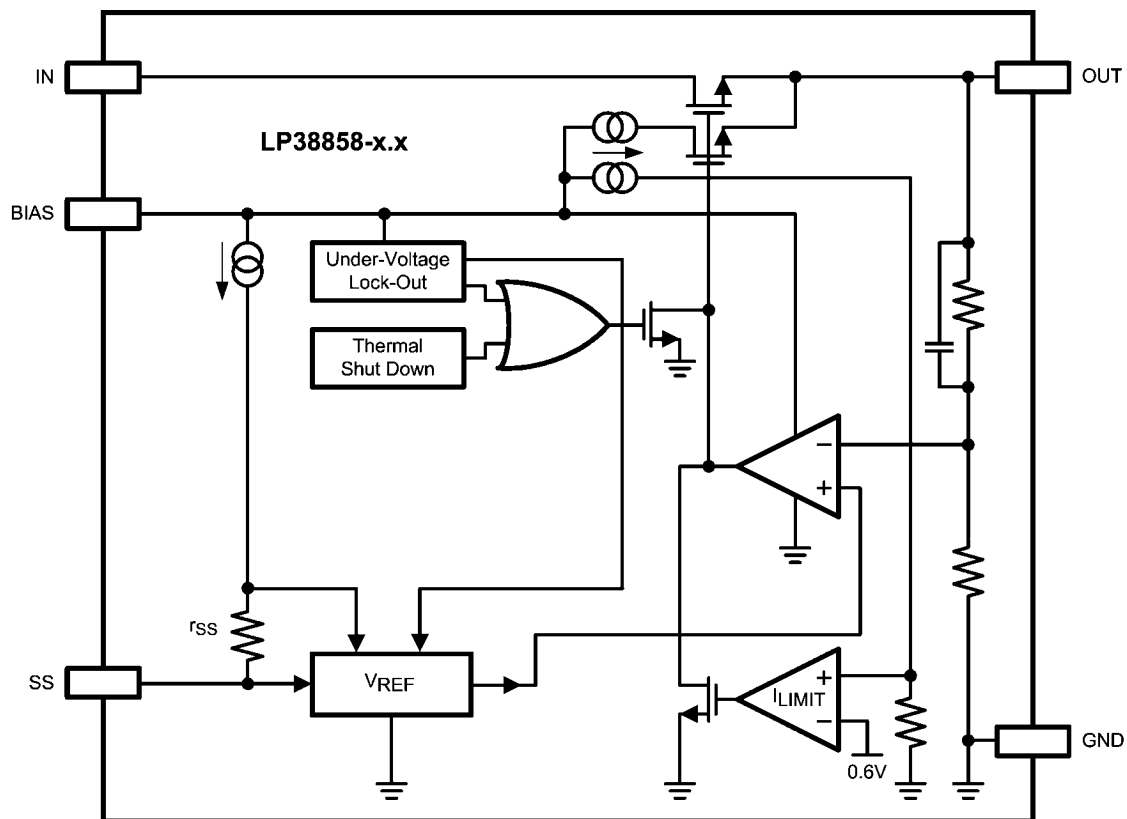 IN
OUT
LP38858-x.x
BIAS
Under-Voltage
Lock-Out
Thermal
Shut Down
−
+
rSS
SS
VREF
+
ILIMIT
−
0.6V
GND